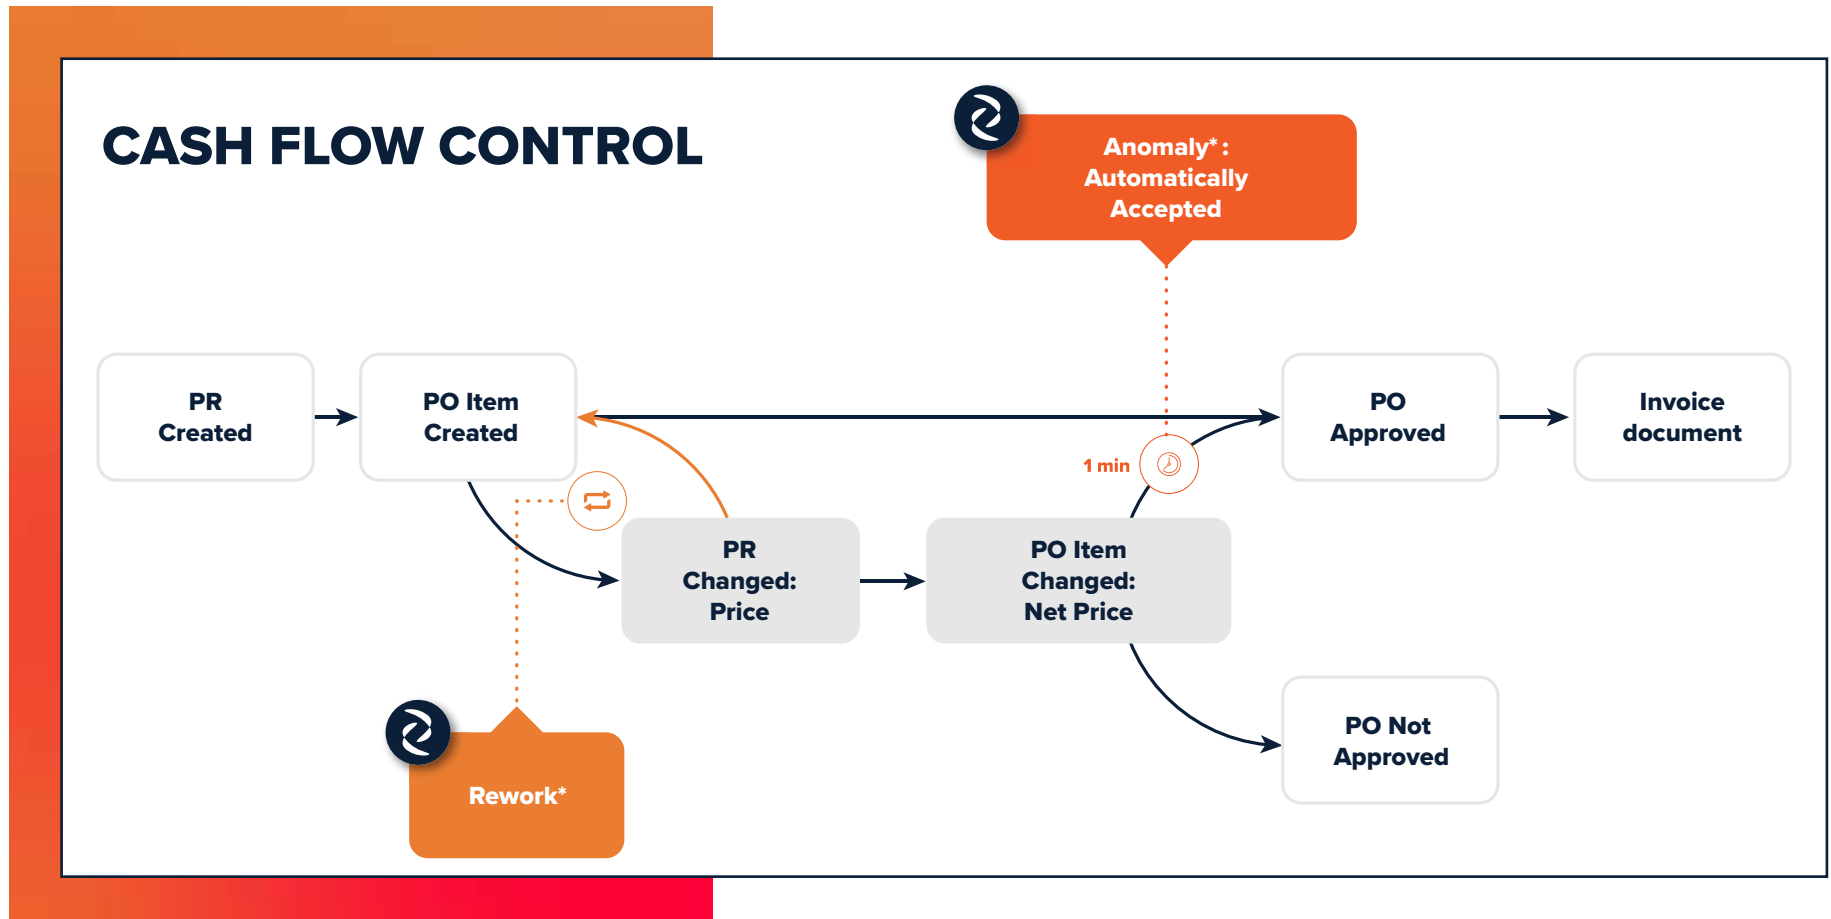 CASH FLOW CONTROL
Anomaly* :
Automatically
Accepted
PR
Created
PO Item
Created
PO
Approved
Invoice
document
1 min
PR
Changed:
Price
PO Item
Changed:
Net Price
PO Not
Approved
Rework*